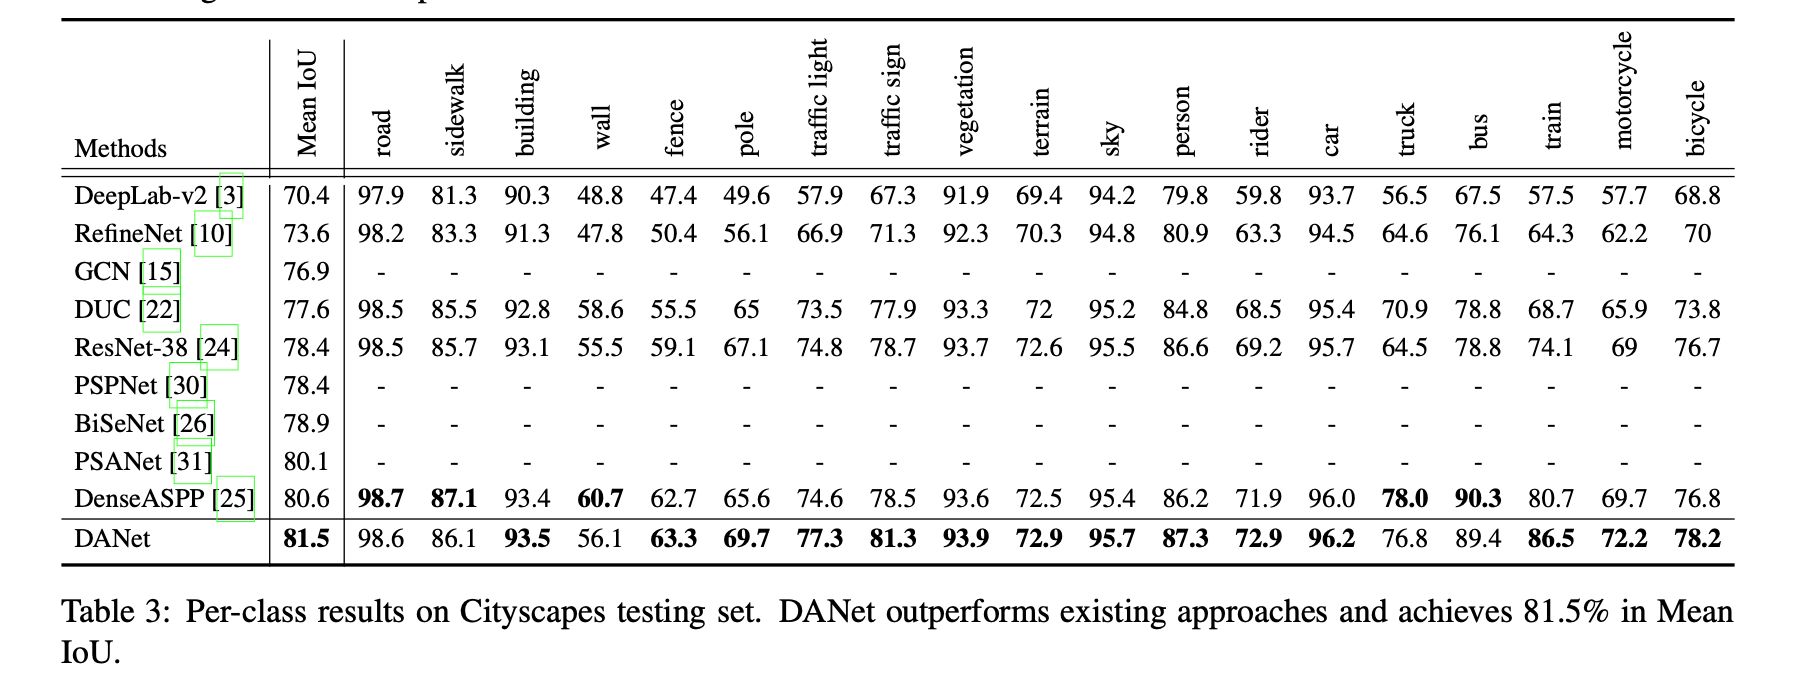 Methods Mean IoU road sidewalk building wall fence pole traffic light traffic sign vegetation terrain sky person rider car truck bus train motorcycle bicycle
DeepLab-v2 [3] 70.4 97.9 81.3 90.3 48.8 47.4 49.6 57.9 67.3 91.9 69.4 94.2 79.8 59.8 93.7 56.5 67.5 57.5 57.7 68.8
RefineNet [10] 73.6 98.2 83.3 91.3 47.8 50.4 56.1 66.9 71.3 92.3 70.3 94.8 80.9 63.3 94.5 64.6 76.1 64.3 62.2 70
GCN [15] 76.9 - - - - - - - - - - - - - - - - - - -
DUC [22] 77.6 98.5 85.5 92.8 58.6 55.5 65 73.5 77.9 93.3 72 95.2 84.8 68.5 95.4 70.9 78.8 68.7 65.9 73.8
ResNet-38 [24] 78.4 98.5 85.7 93.1 55.5 59.1 67.1 74.8 78.7 93.7 72.6 95.5 86.6 69.2 95.7 64.5 78.8 74.1 69 76.7
PSPNet [30] 78.4 - - - - - - - - - - - - - - - - - - -
BiSeNet [26] 78.9 - - - - - - - - - - - - - - - - - - -
PSANet [31] 80.1 - - - - - - - - - - - - - - - - - - -
DenseASPP [25] 80.6 98.7 87.1 93.4 60.7 62.7 65.6 74.6 78.5 93.6 72.5 95.4 86.2 71.9 96.0 78.0 90.3 80.7 69.7 76.8
DANet 81.5 98.6 86.1 93.5 56.1 63.3 69.7 77.3 81.3 93.9 72.9 95.7 87.3 72.9 96.2 76.8 89.4 86.5 72.2 78.2
Table 3: Per-class results on Cityscapes testing set. DANet outperforms existing approaches and achieves 81.5% in Mean
IoU.